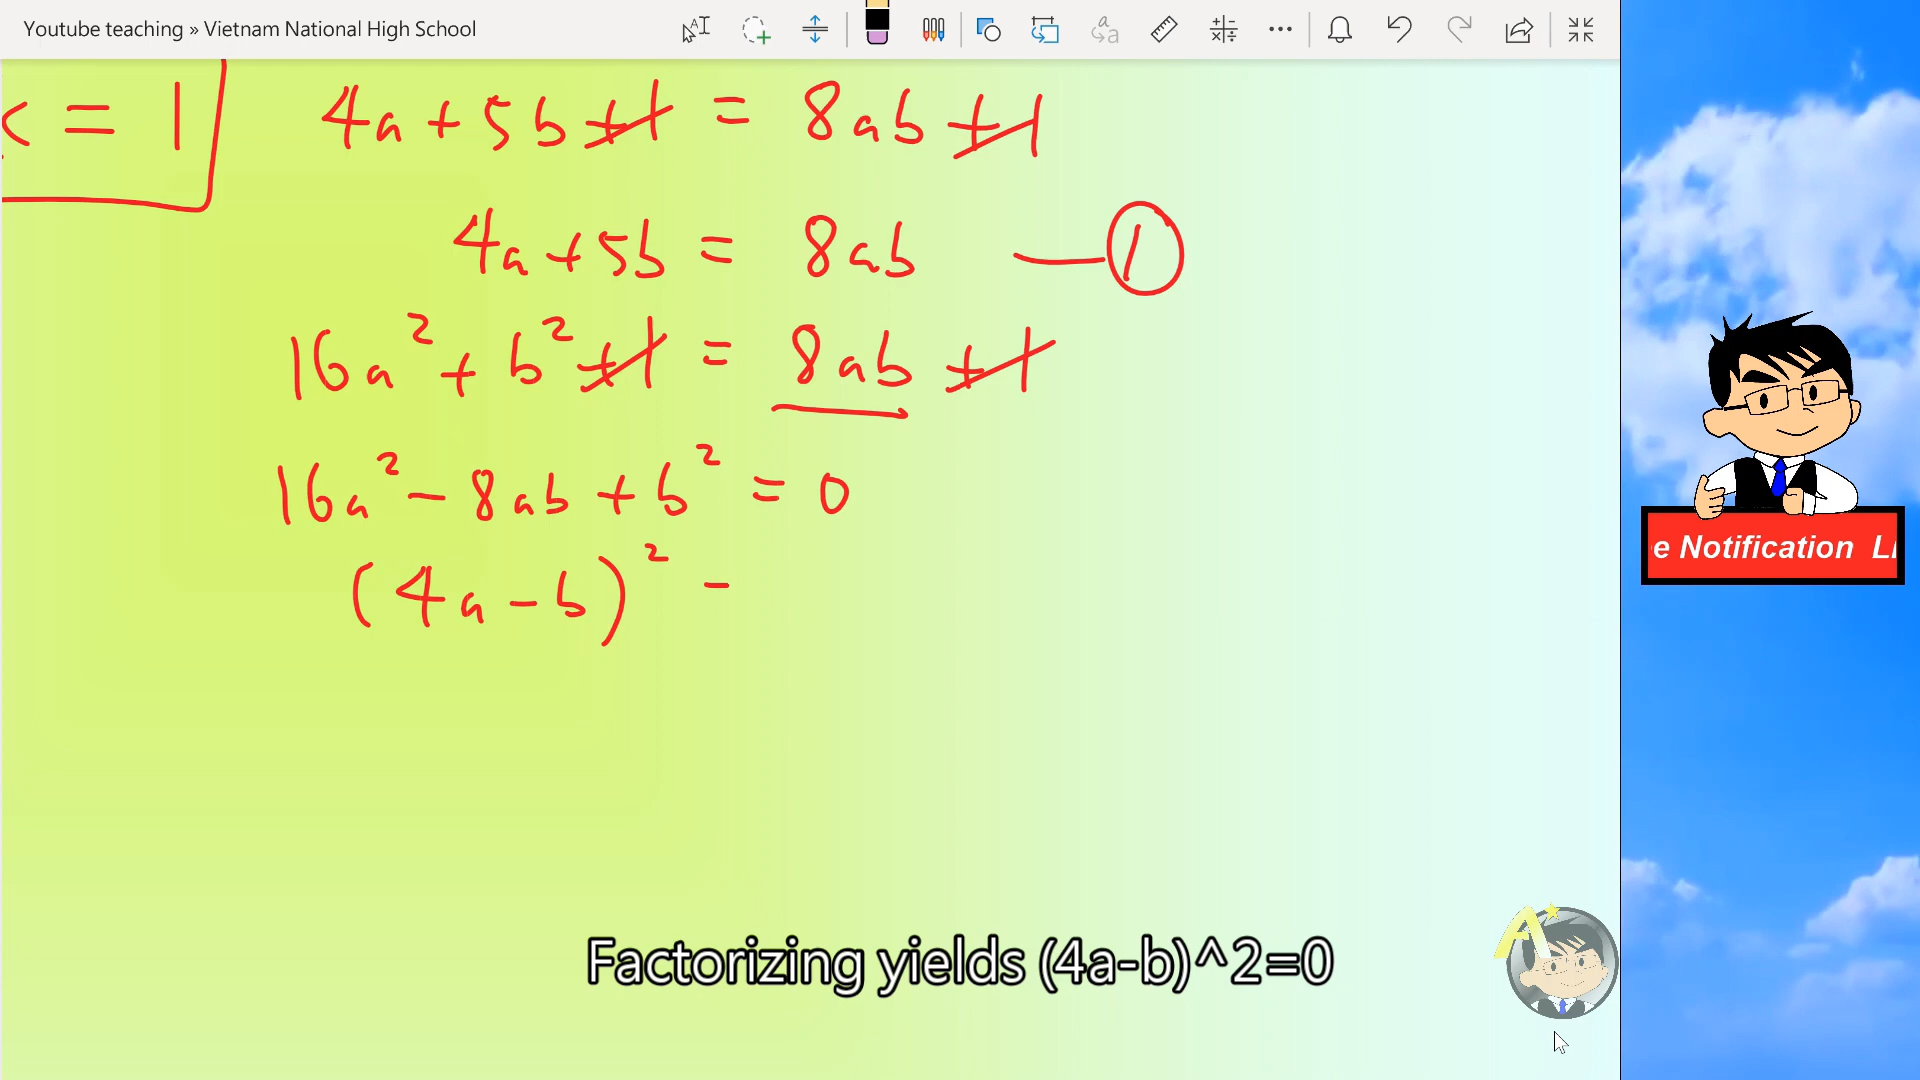 Youtube teaching » Vietnam National High School
= 1
4a + 5b + 1 = 8ab + 1
4a + 5b = 8ab — ①
16a² + b² + 1 = 8ab + 1
16a² - 8ab + b² = 0
(4a - b)² -
e Notification
Factorizing yields (4a-b)^2=0